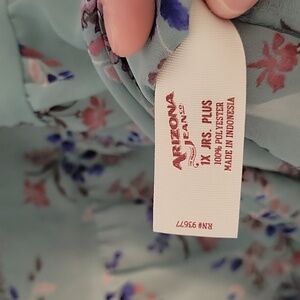 ARIZONA
JEAN CO
1X JRS. PLUS
100% POLYESTER
MADE IN INDONESIA
RN# 93677